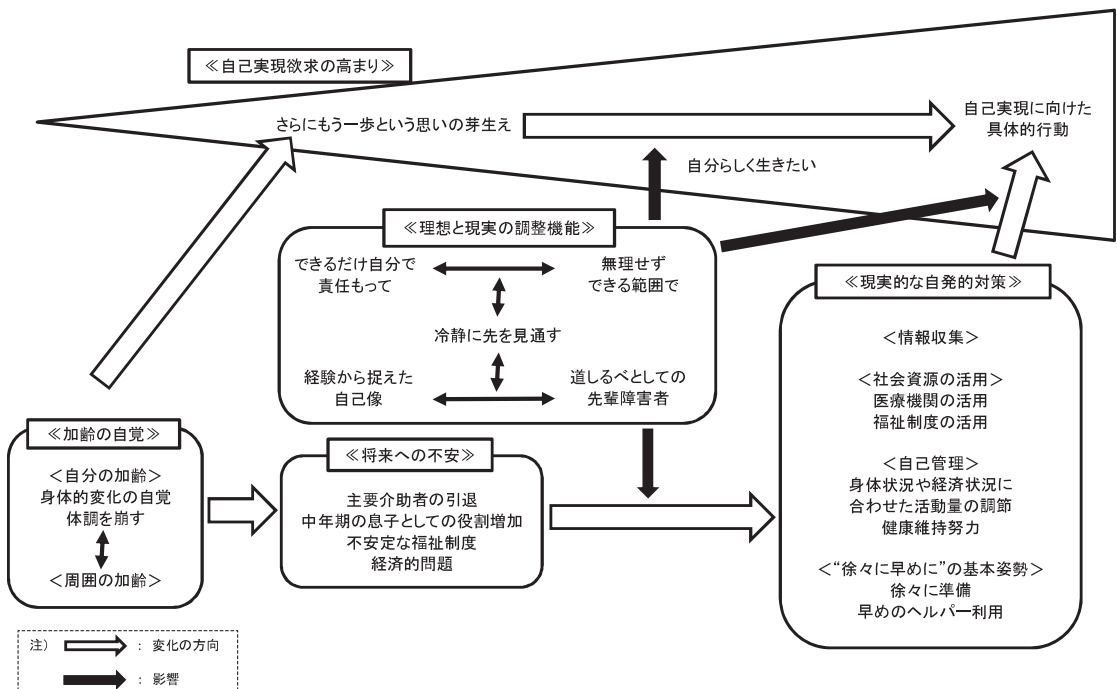 ≪自己実現欲求の高まり≫
さらにもう一歩という思いの芽生え
自己実現に向けた
具体的行動
自分らしく生きたい
≪理想と現実の調整機能≫
できるだけ自分で
責任もって
無理せず
できる範囲で
冷静に先を見通す
経験から捉えた
自己像
道しるべとしての
先輩障害者
≪加齢の自覚≫
＜自分の加齢＞
身体的変化の自覚
体調を崩す
＜周囲の加齢＞
≪将来への不安≫
主要介助者の引退
中年期の息子としての役割増加
不安定な福祉制度
経済的問題
≪現実的な自発的対策≫
＜情報収集＞
＜社会資源の活用＞
医療機関の活用
福祉制度の活用
＜自己管理＞
身体状況や経済状況に
合わせた活動量の調節
健康維持努力
＜“徐々に早めに”の基本姿勢＞
徐々に準備
早めのヘルパー利用
注） ： 変化の方向
： 影響